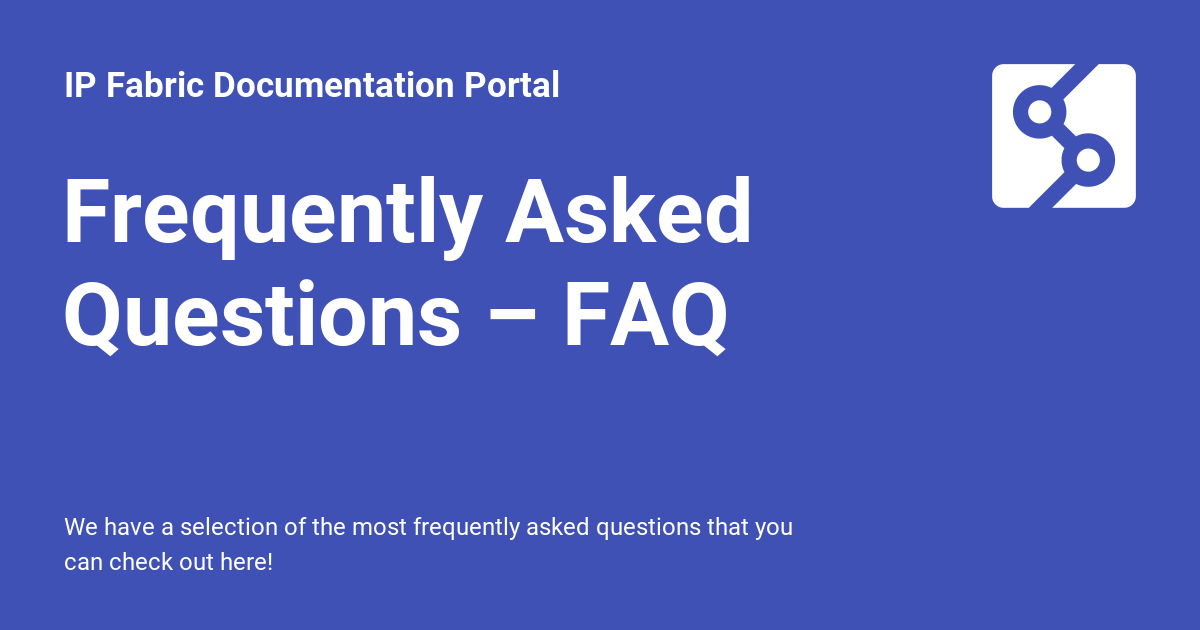 IP Fabric Documentation Portal
Frequently Asked
Questions – FAQ
We have a selection of the most frequently asked questions that you
can check out here!